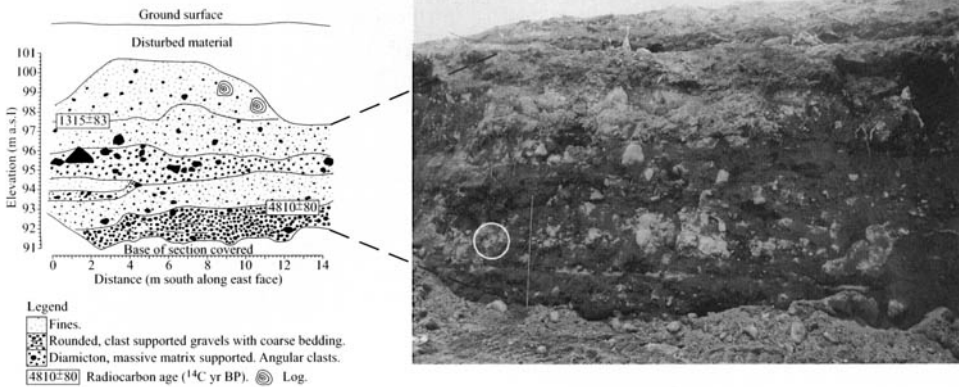 Ground surface
Disturbed material
101
100
99
98
97
96
95
94
93
92
91
Elevation (m a.s.l)
1315±83
4810±80
Base of section covered
0 2 4 6 8 10 12 14
Distance (m south along east face)
Legend
Fines.
Rounded, clast supported gravels with coarse bedding.
Diamicton, massive matrix supported. Angular clasts.
4810±80 Radiocarbon age (¹⁴C yr BP). Log.